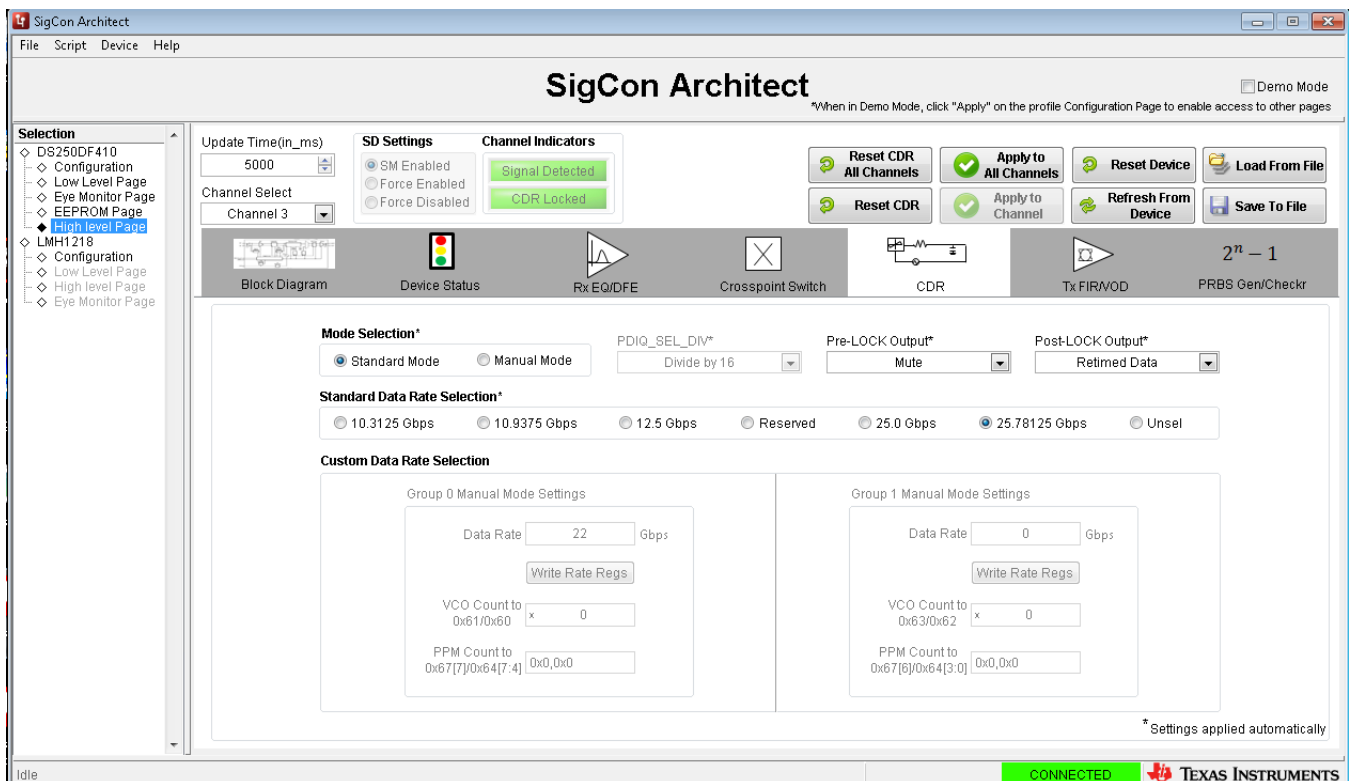 SigCon Architect
File Script Device Help
SigCon Architect
Demo Mode
*When in Demo Mode, click "Apply" on the profile Configuration Page to enable access to other pages
Selection
DS250DF410
Configuration
Low Level Page
Eye Monitor Page
EEPROM Page
High level Page
LMH1218
Configuration
Low Level Page
High level Page
Eye Monitor Page
Update Time(in_ms)
5000
Channel Select
Channel 3
SD Settings
SM Enabled
Force Enabled
Force Disabled
Channel Indicators
Signal Detected
CDR Locked
Reset CDR
All Channels
Apply to
All Channels
Reset Device
Load From File
Reset CDR
Apply to
Channel
Refresh From
Device
Save To File
Block Diagram
Device Status
Rx EQ/DFE
Crosspoint Switch
CDR
Tx FIR/VOD
2ⁿ − 1
PRBS Gen/Checkr
Mode Selection*
Standard Mode Manual Mode
PDIQ_SEL_DIV*
Divide by 16
Pre-LOCK Output*
Mute
Post-LOCK Output*
Retimed Data
Standard Data Rate Selection*
10.3125 Gbps 10.9375 Gbps 12.5 Gbps Reserved 25.0 Gbps 25.78125 Gbps Unsel
Custom Data Rate Selection
Group 0 Manual Mode Settings
Data Rate 22 Gbps
Write Rate Regs
VCO Count to
0x61/0x60
x 0
PPM Count to
0x67[7]/0x64[7:4]
0x0,0x0
Group 1 Manual Mode Settings
Data Rate 0 Gbps
Write Rate Regs
VCO Count to
0x63/0x62
x 0
PPM Count to
0x67[6]/0x64[3:0]
0x0,0x0
*Settings applied automatically
Idle
CONNECTED
TEXAS INSTRUMENTS